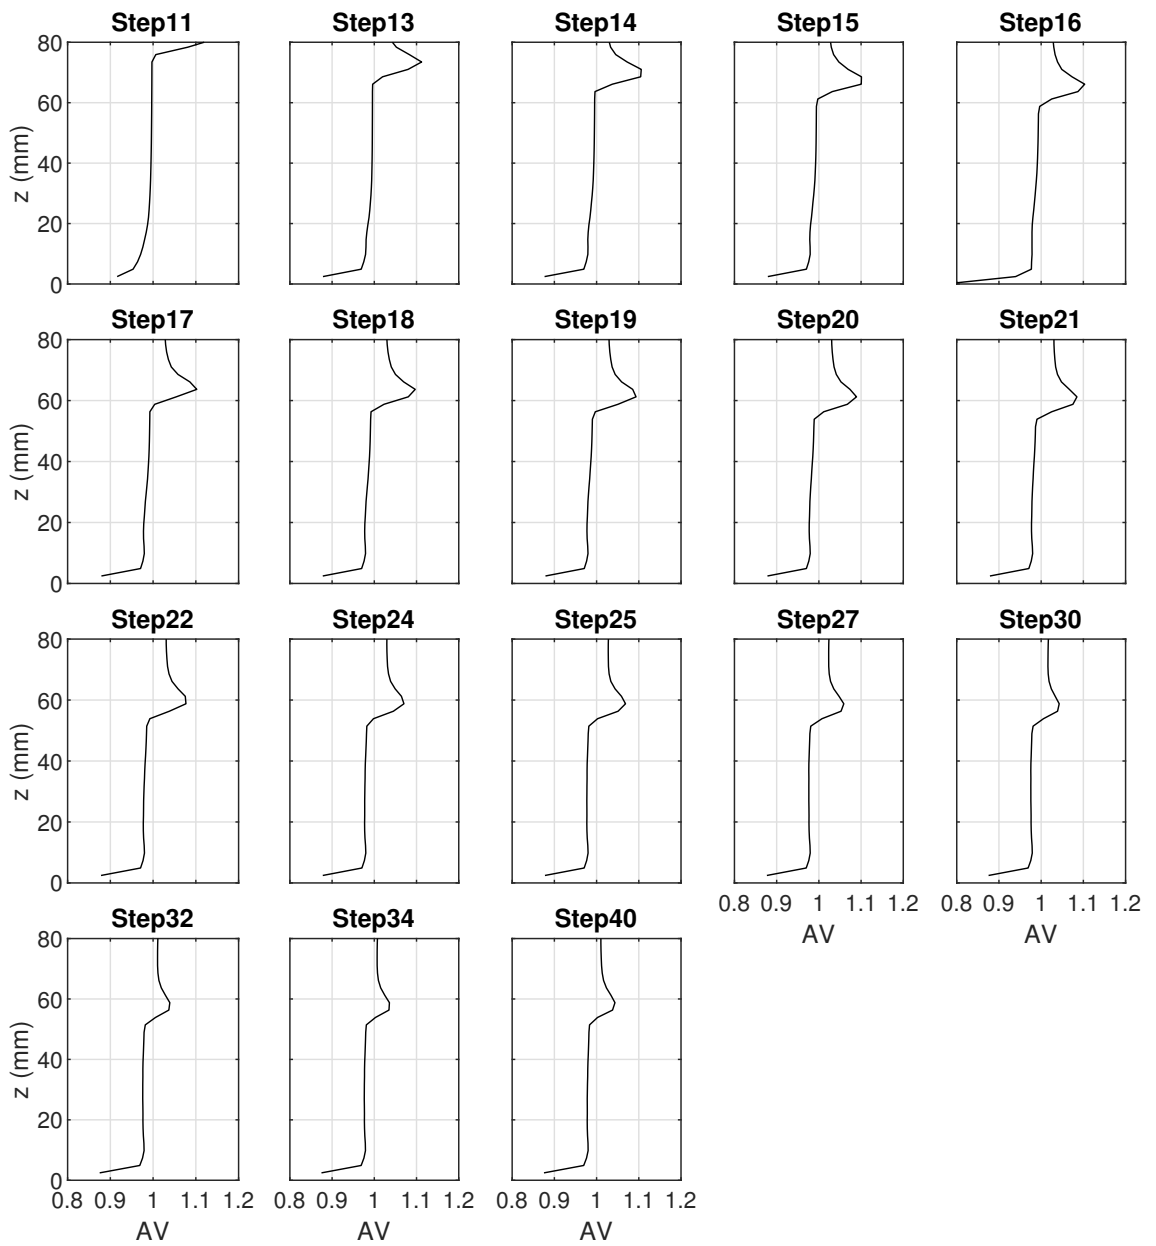 Step11 Step13 Step14 Step15 Step16
80
60
z (mm)
40
20
0
Step17 Step18 Step19 Step20 Step21
80
60
z (mm)
40
20
0
Step22 Step24 Step25 Step27 Step30
80
60
z (mm)
40
20
0
0.8 0.9 1 1.1 1.2 0.8 0.9 1 1.1 1.2
AV AV
Step32 Step34 Step40
80
60
z (mm)
40
20
0
0.8 0.9 1 1.1 1.2 0.8 0.9 1 1.1 1.2 0.8 0.9 1 1.1 1.2
AV AV AV